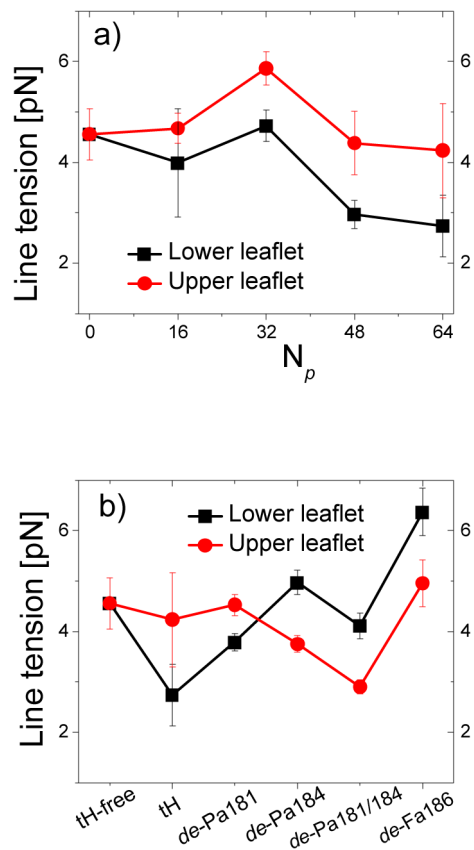 a)
Line tension [pN]
6 6
4 4
2 2
Lower leaflet
Upper leaflet
0 16 32 48 64
Np
b)
Line tension [pN]
Lower leaflet
Upper leaflet
6 6
4 4
2 2
tH-free tH de-Pa181 de-Pa184 de-Pa181/184 de-Fa186